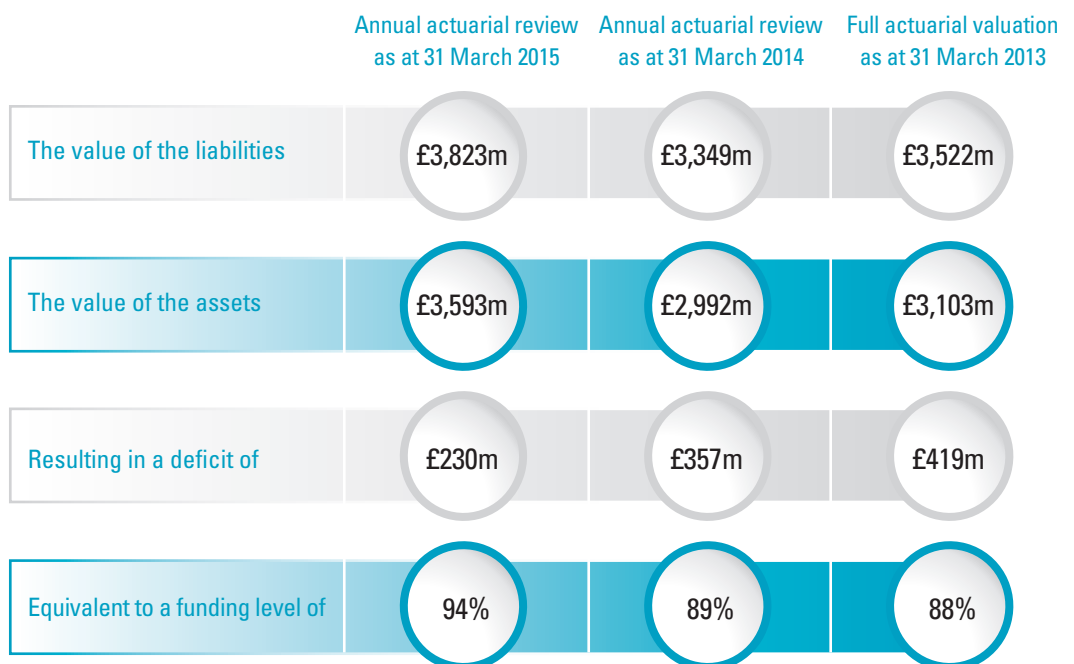 Annual actuarial review Annual actuarial review Full actuarial valuation
as at 31 March 2015 as at 31 March 2014 as at 31 March 2013
The value of the liabilities £3,823m £3,349m £3,522m
The value of the assets £3,593m £2,992m £3,103m
Resulting in a deficit of £230m £357m £419m
Equivalent to a funding level of 94% 89% 88%